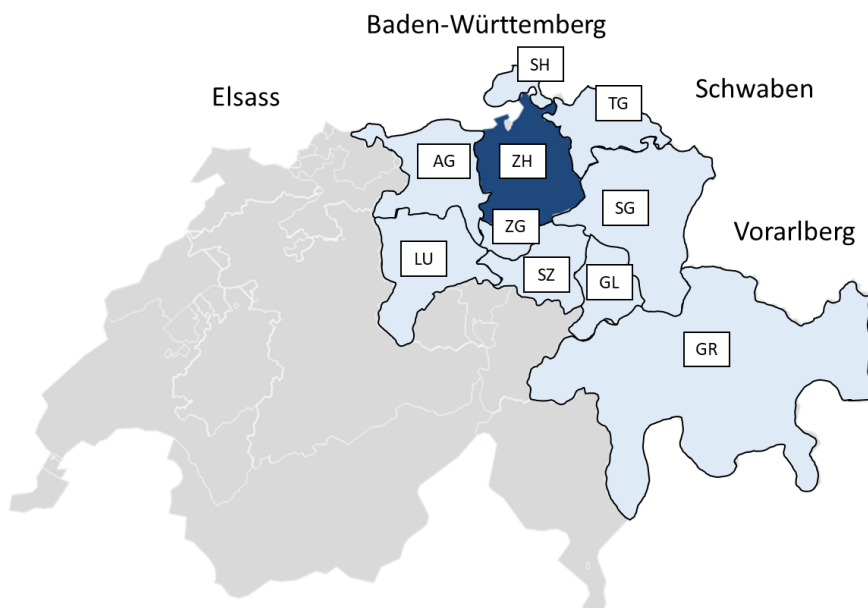 Baden-Württemberg
SH
Elsass
Schwaben
TG
AG
ZH
SG
ZG
Vorarlberg
LU
SZ
GL
GR